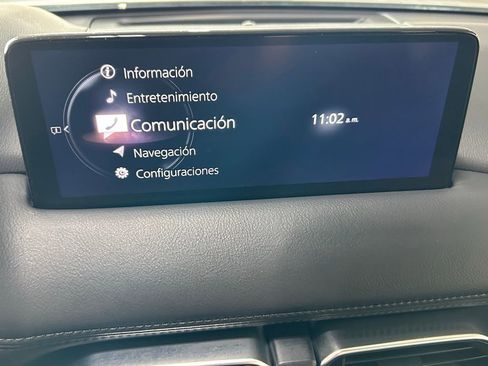 Información
Entretenimiento
Comunicación
11:02 a.m.
Navegación
Configuraciones